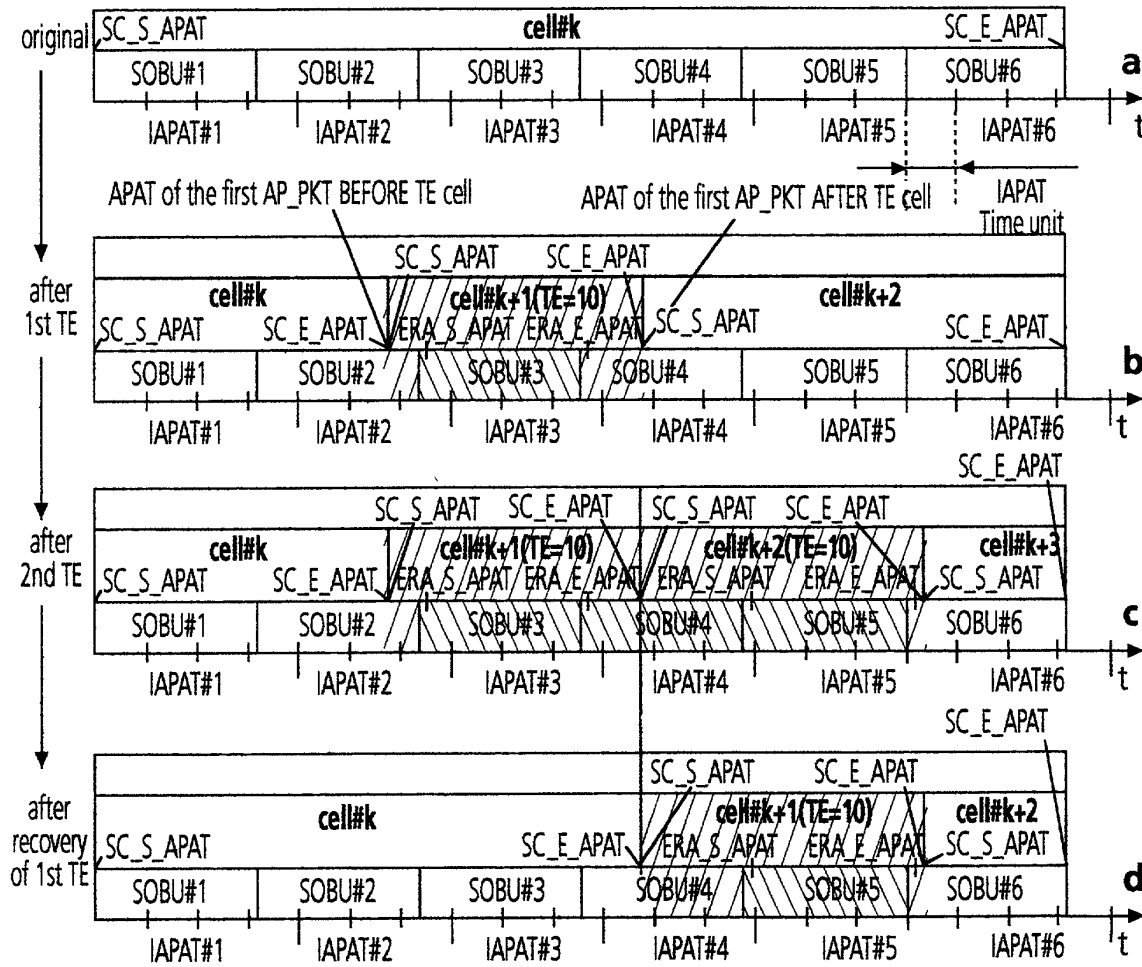 original
SC_S_APAT
cell#k
SC_E_APAT
SOBU#1 SOBU#2 SOBU#3 SOBU#4 SOBU#5 SOBU#6
a
IAPAT#1 IAPAT#2 IAPAT#3 IAPAT#4 IAPAT#5 IAPAT#6
t
APAT of the first AP_PKT BEFORE TE cell
APAT of the first AP_PKT AFTER TE cell
IAPAT
Time unit
after
1st TE
SC_S_APAT SC_E_APAT
cell#k cell#k+1(TE=10) cell#k+2
SC_S_APAT SC_E_APAT ERA_S_APAT ERA_E_APAT SC_S_APAT SC_E_APAT
SOBU#1 SOBU#2 SOBU#3 SOBU#4 SOBU#5 SOBU#6
b
IAPAT#1 IAPAT#2 IAPAT#3 IAPAT#4 IAPAT#5 IAPAT#6
t
SC_E_APAT
after
2nd TE
SC_S_APAT SC_E_APAT SC_S_APAT SC_E_APAT
cell#k cell#k+1(TE=10) cell#k+2(TE=10) cell#k+3
SC_S_APAT SC_E_APAT ERA_S_APAT ERA_E_APAT ERA_S_APAT ERA_E_APAT SC_S_APAT
SOBU#1 SOBU#2 SOBU#3 SOBU#4 SOBU#5 SOBU#6
c
IAPAT#1 IAPAT#2 IAPAT#3 IAPAT#4 IAPAT#5 IAPAT#6
t
SC_E_APAT
after
recovery
of 1st TE
SC_S_APAT SC_E_APAT
cell#k cell#k+1(TE=10) cell#k+2
SC_S_APAT SC_E_APAT ERA_S_APAT ERA_E_APAT SC_S_APAT
SOBU#1 SOBU#2 SOBU#3 SOBU#4 SOBU#5 SOBU#6
d
IAPAT#1 IAPAT#2 IAPAT#3 IAPAT#4 IAPAT#5 IAPAT#6
t